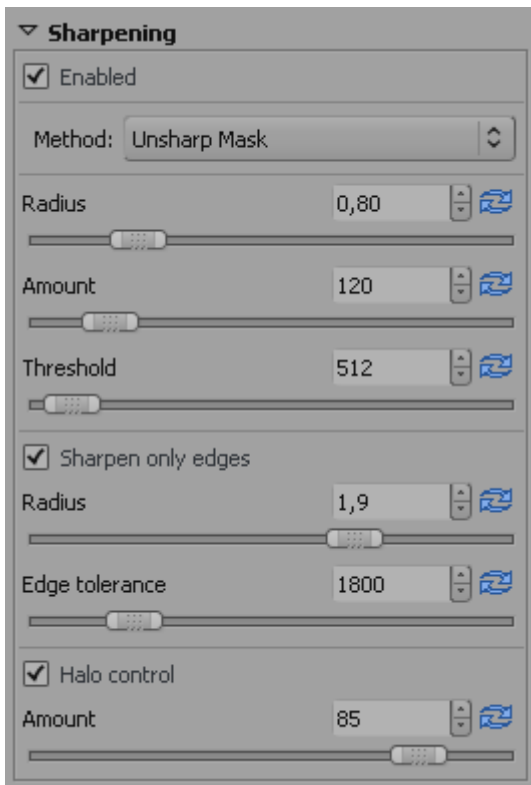 Sharpening
Enabled
Method: Unsharp Mask
Radius 0,80
Amount 120
Threshold 512
Sharpen only edges
Radius 1,9
Edge tolerance 1800
Halo control
Amount 85